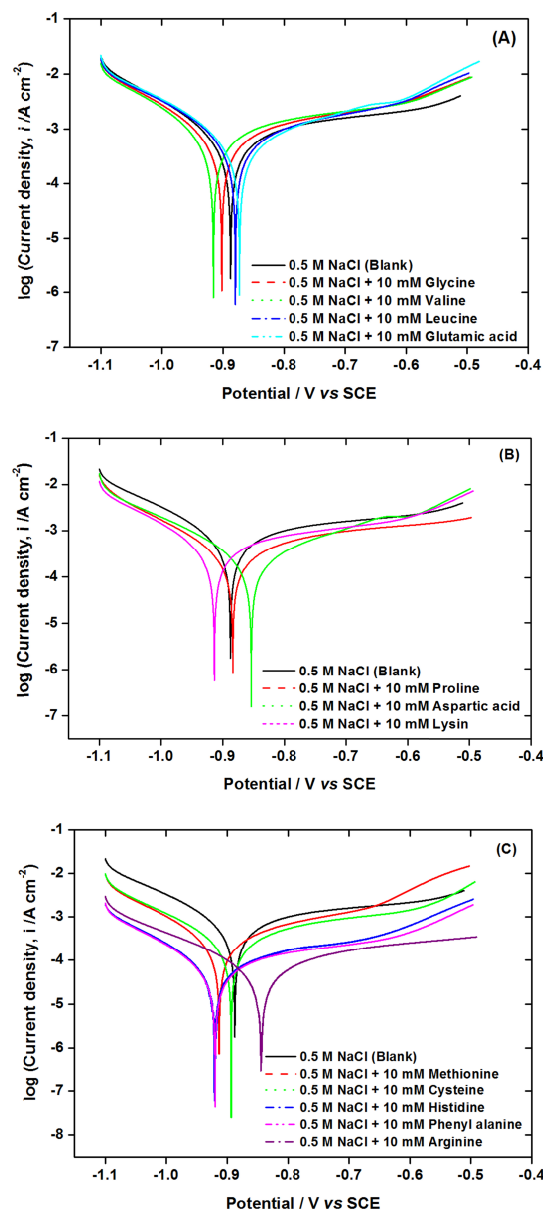 (A)
-1
-2
-3
-4
-5
-6
-7
log (Current density, i /A cm-2)
0.5 M NaCl (Blank)
0.5 M NaCl + 10 mM Glycine
0.5 M NaCl + 10 mM Valine
0.5 M NaCl + 10 mM Leucine
0.5 M NaCl + 10 mM Glutamic acid
-1.1 -1.0 -0.9 -0.8 -0.7 -0.6 -0.5
Potential / V vs SCE
(B)
-1
-2
-3
-4
-5
-6
-7
log (Current density, i /A cm-2)
0.5 M NaCl (Blank)
0.5 M NaCl + 10 mM Proline
0.5 M NaCl + 10 mM Aspartic acid
0.5 M NaCl + 10 mM Lysin
-1.1 -1.0 -0.9 -0.8 -0.7 -0.6 -0.5
Potential / V vs SCE
(C)
-1
-2
-3
-4
-5
-6
-7
-8
log (Current density, i /A cm-2)
0.5 M NaCl (Blank)
0.5 M NaCl + 10 mM Methionine
0.5 M NaCl + 10 mM Cysteine
0.5 M NaCl + 10 mM Histidine
0.5 M NaCl + 10 mM Phenyl alanine
0.5 M NaCl + 10 mM Arginine
-1.1 -1.0 -0.9 -0.8 -0.7 -0.6 -0.5
Potential / V vs SCE